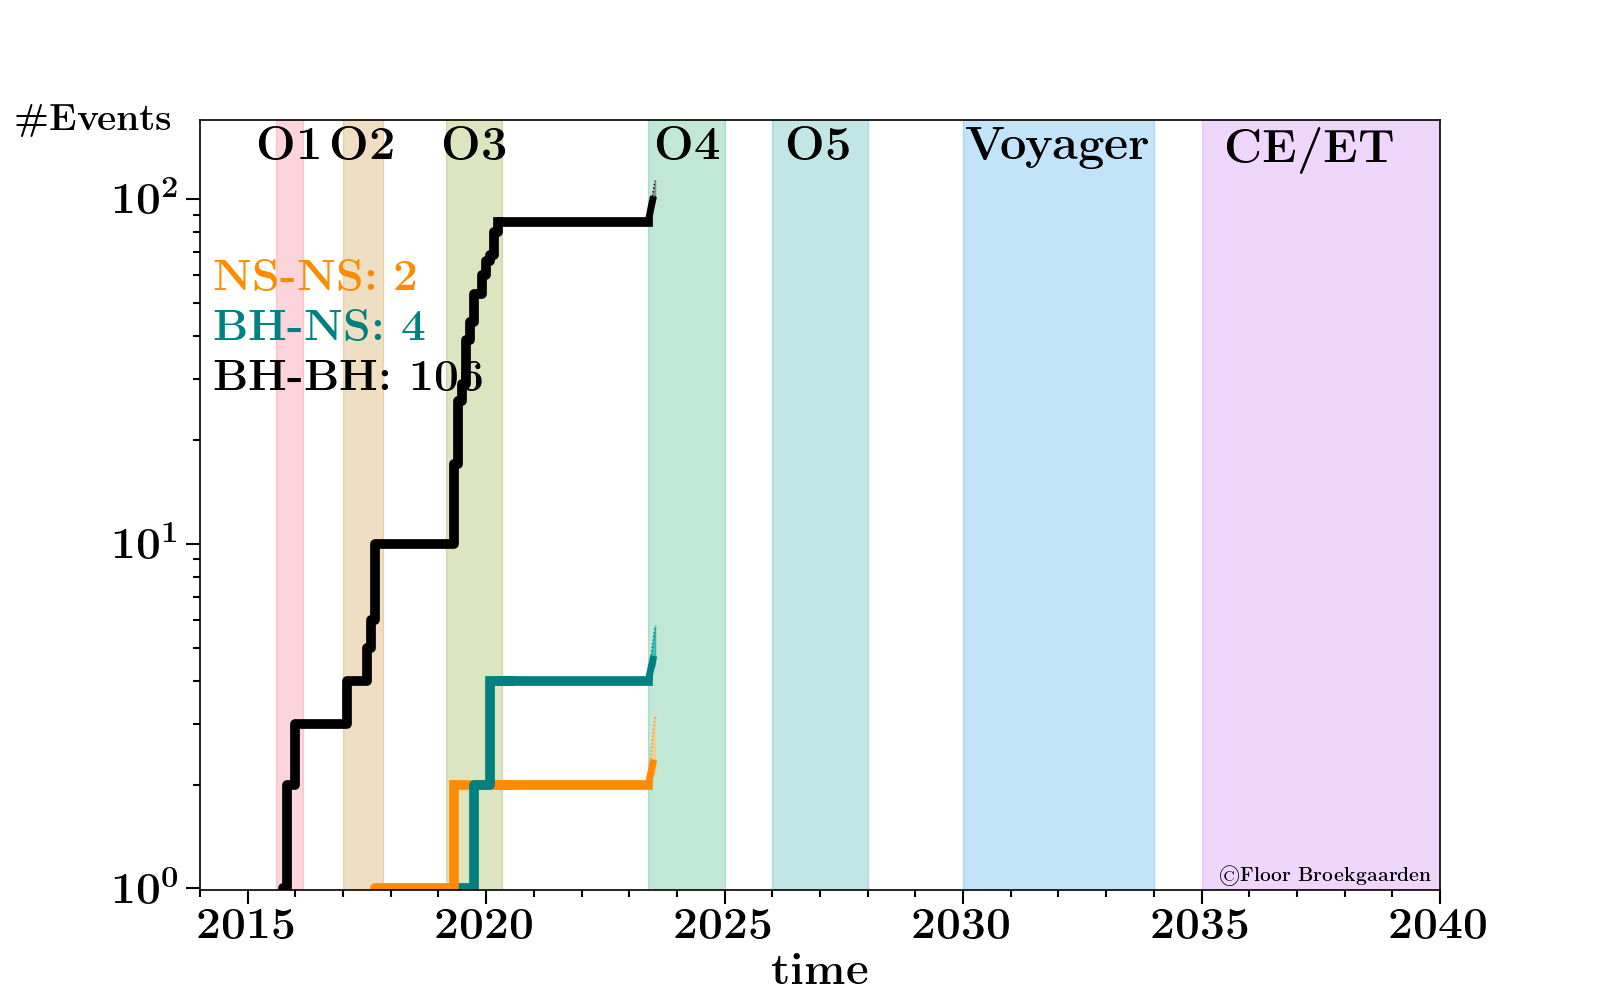 #Events
O1 O2 O3 O4 O5 Voyager CE/ET
10²
NS-NS: 2
BH-NS: 4
BH-BH: 106
10¹
10⁰
©Floor Broekgaarden
2015 2020 2025 2030 2035 2040
time